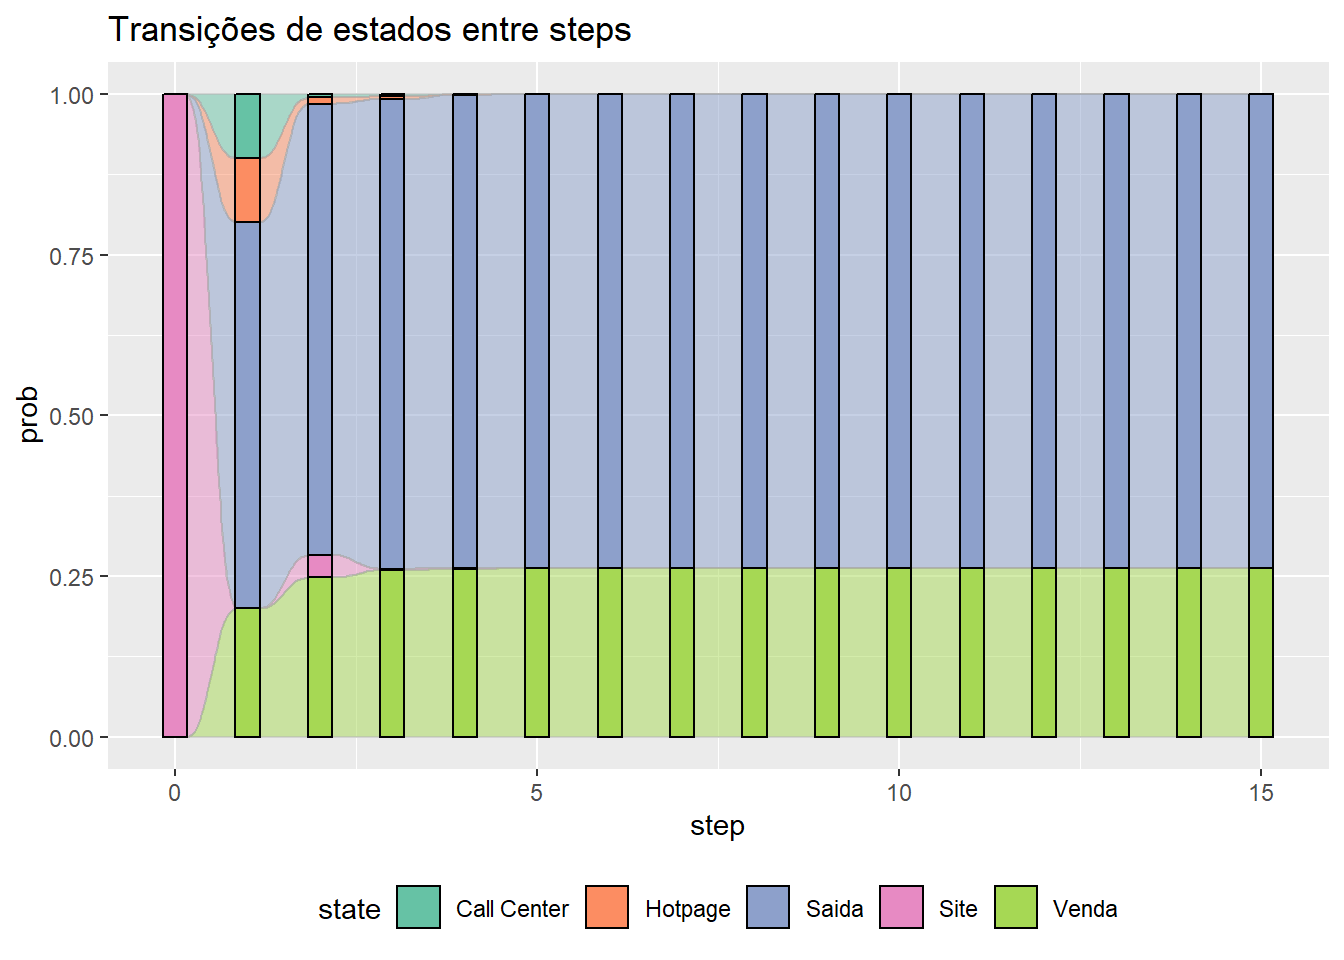 Transições de estados entre steps
1.00
0.75
0.50
0.25
0.00
prob
0 5 10 15
step
state Call Center Hotpage Saida Site Venda